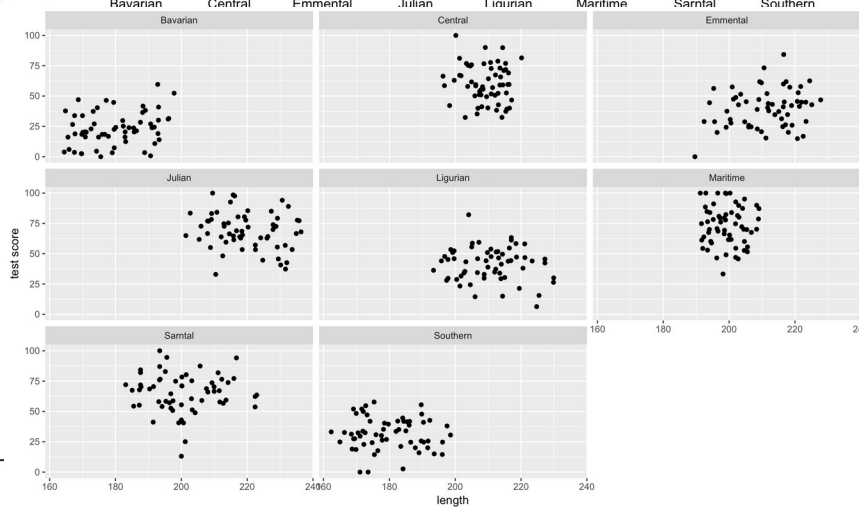 Bavarian Central Emmental Julian Ligurian Maritime Sarntal Southern
Bavarian Central Emmental
100
75
50
25
0
Julian Ligurian Maritime
100
75
50
25
0
160 180 200 220
Sarntal Southern
100
75
50
25
0
160 180 200 220 240
160 180 200 220 240
test score
length